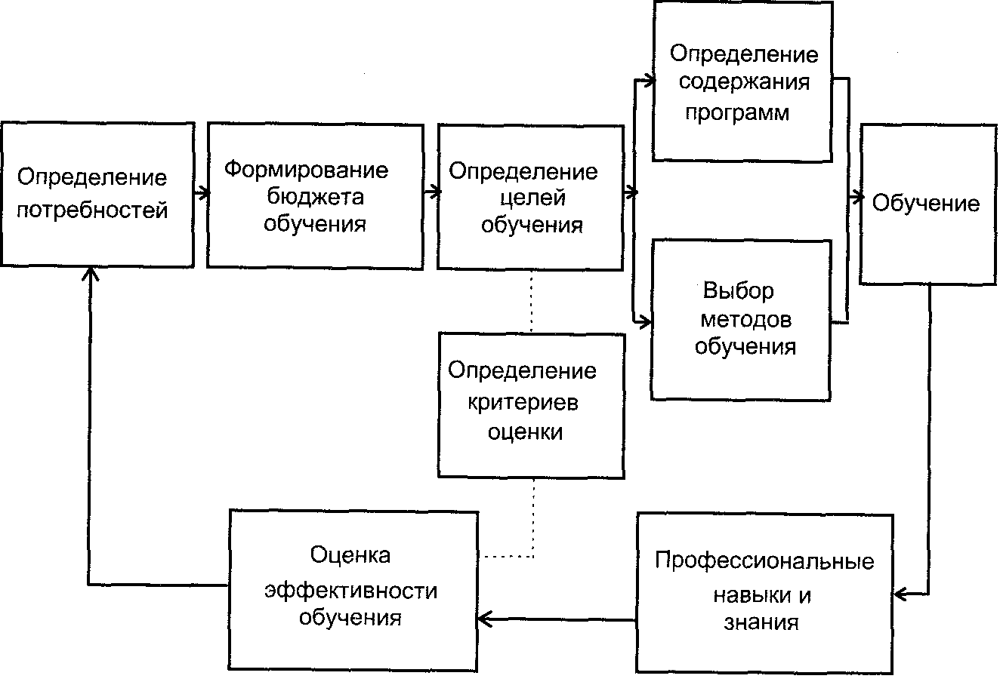 Определение
содержания
программ
Определение
потребностей
Формирование
бюджета
обучения
Определение
целей
обучения
Обучение
Выбор
методов
обучения
Определение
критериев
оценки
Оценка
эффективности
обучения
Профессиональные
навыки и
знания